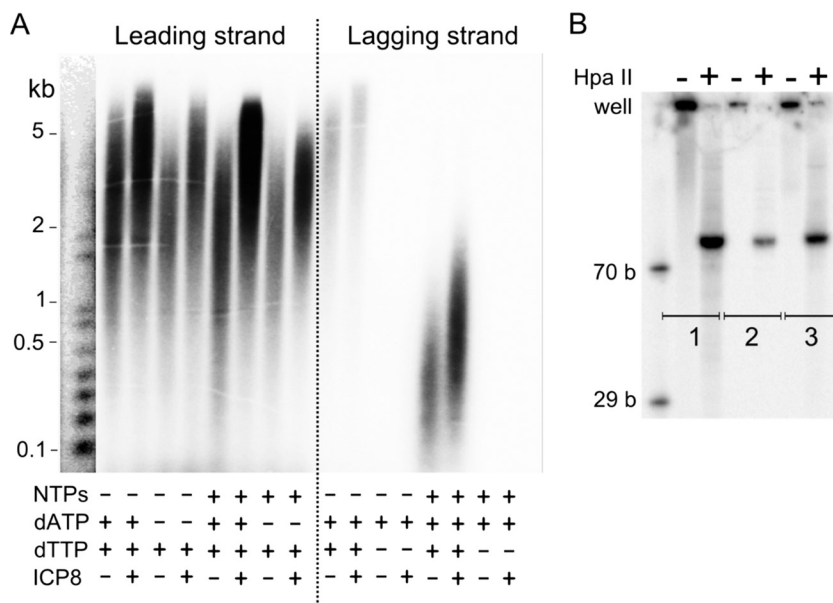 A
Leading strand
Lagging strand
kb
5
2
1
0.5
0.1
NTPs − − − − + + + + − − − − + + + +
dATP + + − − + + − − + + + + + + + +
dTTP + + + + + + + + + + − − + + − −
ICP8 − + − + − + − + − + − + − + − +
B
Hpa II - + - + - +
well
70 b
1 2 3
29 b